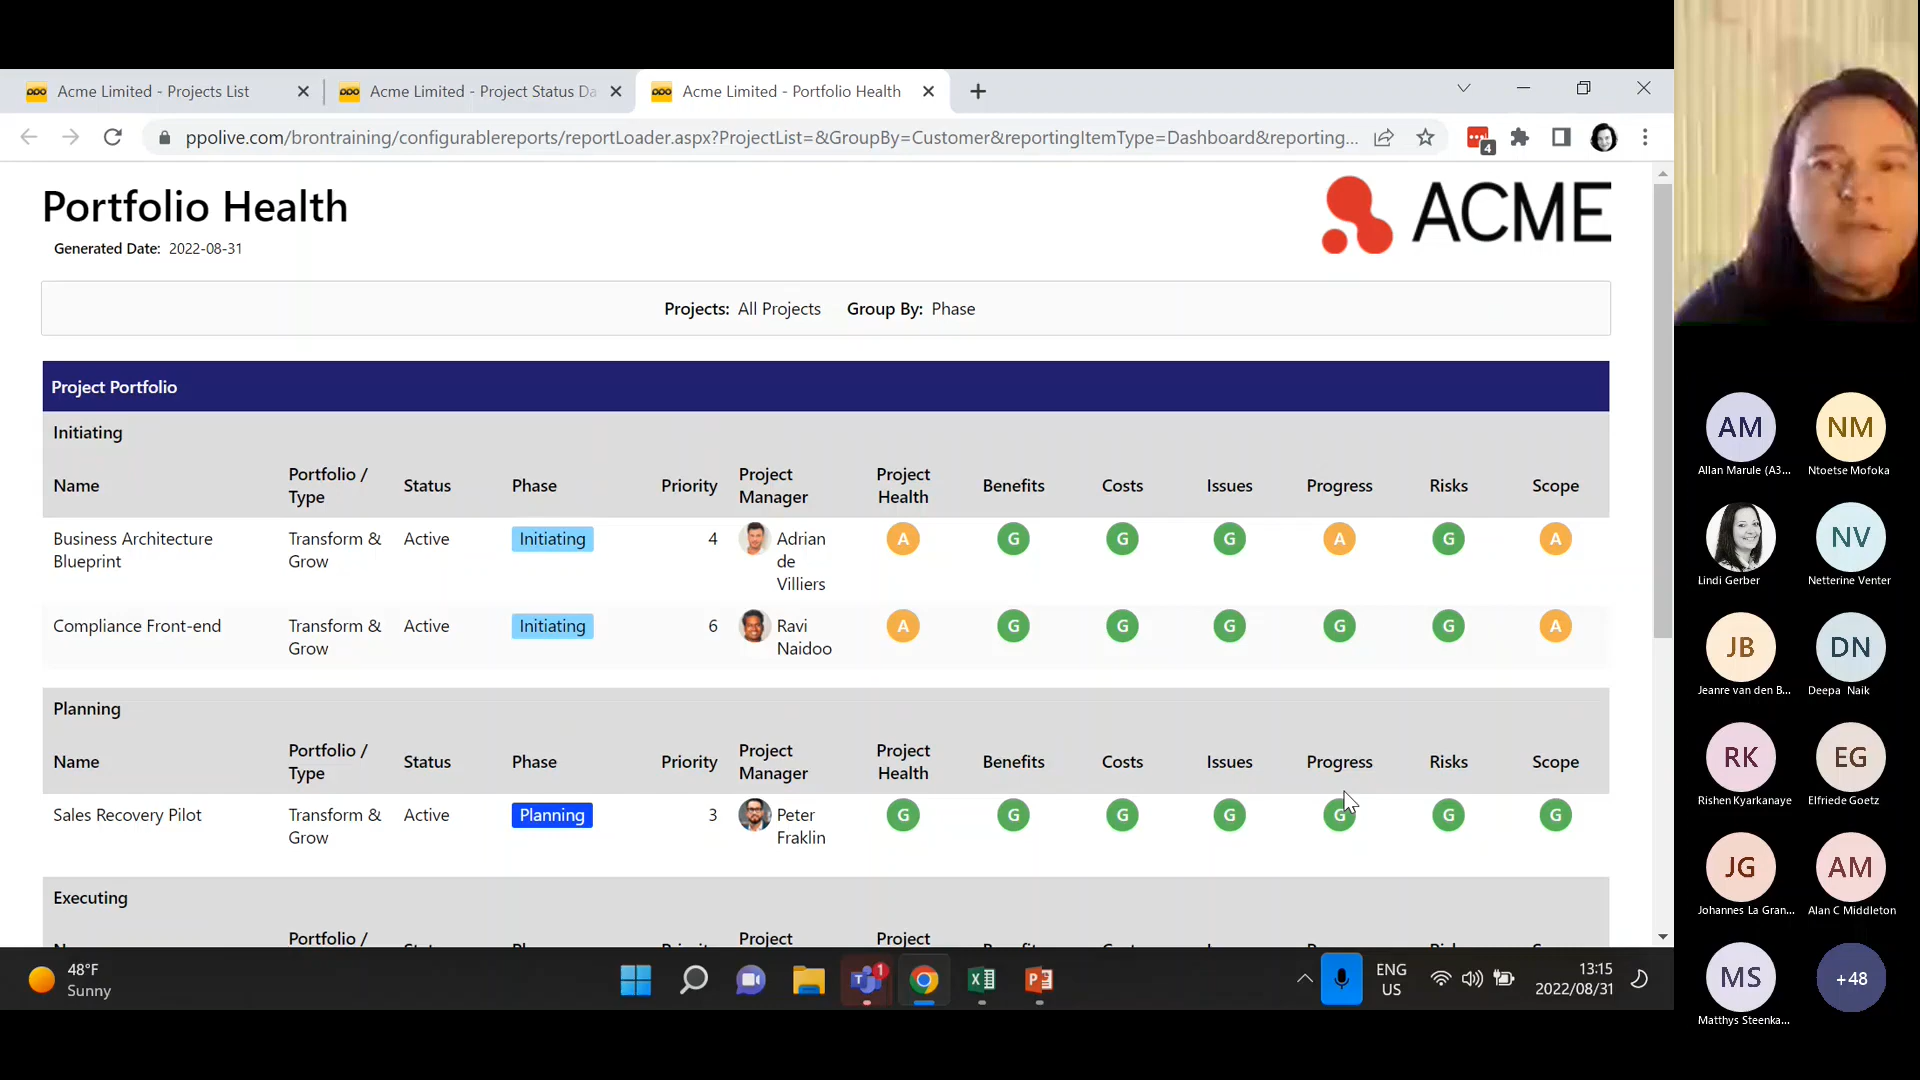 Acme Limited - Projects List
Acme Limited - Project Status Da
Acme Limited - Portfolio Health
ppolive.com/brontraining/configurablereports/reportLoader.aspx?ProjectList=&GroupBy=Customer&reportingItemType=Dashboard&reporting...
4
Portfolio Health
Generated Date: 2022-08-31
ACME
Projects: All Projects Group By: Phase
Project Portfolio
Initiating
Name Portfolio / Type Status Phase Priority Project Manager Project Health Benefits Costs Issues Progress Risks Scope
Business Architecture Blueprint Transform & Grow Active Initiating 4 Adrian de Villiers A G G G A G A
Compliance Front-end Transform & Grow Active Initiating 6 Ravi Naidoo A G G G G G A
Planning
Name Portfolio / Type Status Phase Priority Project Manager Project Health Benefits Costs Issues Progress Risks Scope
Sales Recovery Pilot Transform & Grow Active Planning 3 Peter Fraklin G G G G G G G
Executing
Portfolio / Project Project
48°F
Sunny
1
ENG
US
13:15
2022/08/31
AM NM
Allan Marule (A3... Ntoetse Mofoka
NV
Lindi Gerber Netterine Venter
JB DN
Jeanre van den B... Deepa Naik
RK EG
Rishen Kyarkanaye Elfriede Goetz
JG AM
Johannes La Gran... Alan C Middleton
MS +48
Matthys Steenka...